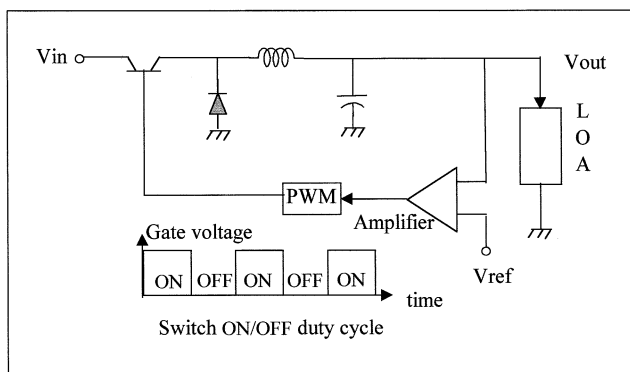 Vin
Vout
L
O
A
PWM
Amplifier
Vref
Gate voltage
ON OFF ON OFF ON
time
Switch ON/OFF duty cycle